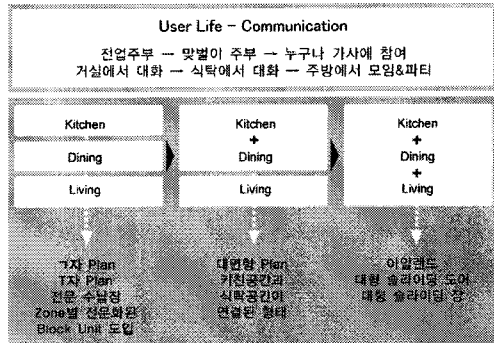 User Life - Communication
전업주부 → 맞벌이 주부 → 누구나 가사에 참여
거실에서 대화 → 식탁에서 대화 → 주방에서 모임&파티
Kitchen
Dining
Living
Kitchen
+
Dining
Living
Kitchen
+
Dining
+
Living
ㄱ자 Plan
T자 Plan
전문 수납장
Zone별 전문화된
Block Unit 도입
대면형 Plan
키친공간과
식탁공간이
연결된 형태
아일랜드
대형 슬라이딩 도어
대형 슬라이딩 창